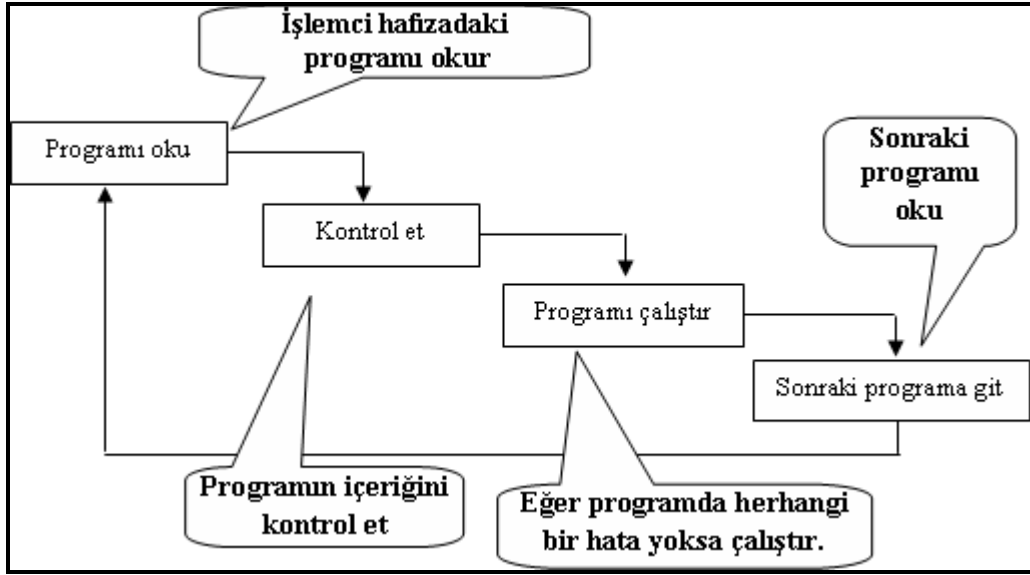 İşlemci hafızadaki
programı okur
Programı oku
Sonraki
programı
oku
Kontrol et
Programı çalıştır
Sonraki programa git
Programın içeriğini
kontrol et
Eğer programda herhangi
bir hata yoksa çalıştır.